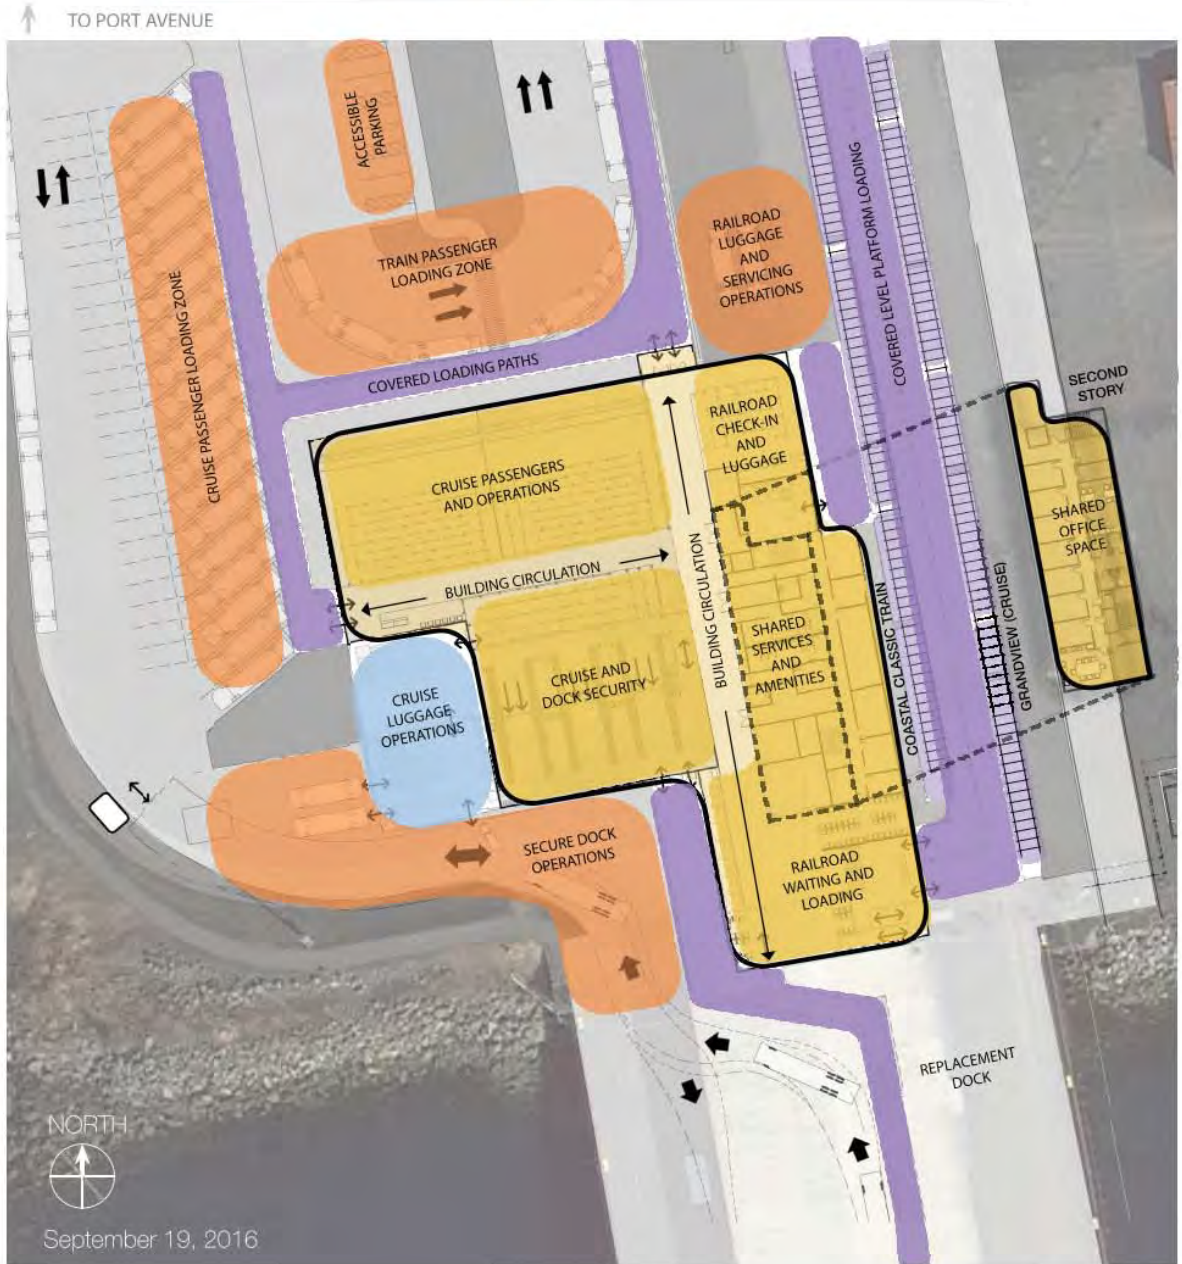 TO PORT AVENUE
ACCESSIBLE
PARKING
TRAIN PASSENGER
LOADING ZONE
RAILROAD
LUGGAGE
AND
SERVICING
OPERATIONS
COVERED LEVEL PLATFORM LOADING
CRUISE PASSENGER LOADING ZONE
COVERED LOADING PATHS
SECOND
STORY
RAILROAD
CHECK-IN
AND
LUGGAGE
CRUISE PASSENGERS
AND OPERATIONS
SHARED
OFFICE
SPACE
BUILDING CIRCULATION
BUILDING CIRCULATION
SHARED
SERVICES
AND
AMENITIES
COASTAL CLASSIC TRAIN
GRANDVIEW (CRUISE)
CRUISE AND
DOCK SECURITY
CRUISE
LUGGAGE
OPERATIONS
SECURE DOCK
OPERATIONS
RAILROAD
WAITING AND
LOADING
REPLACEMENT
DOCK
NORTH
September 19, 2016